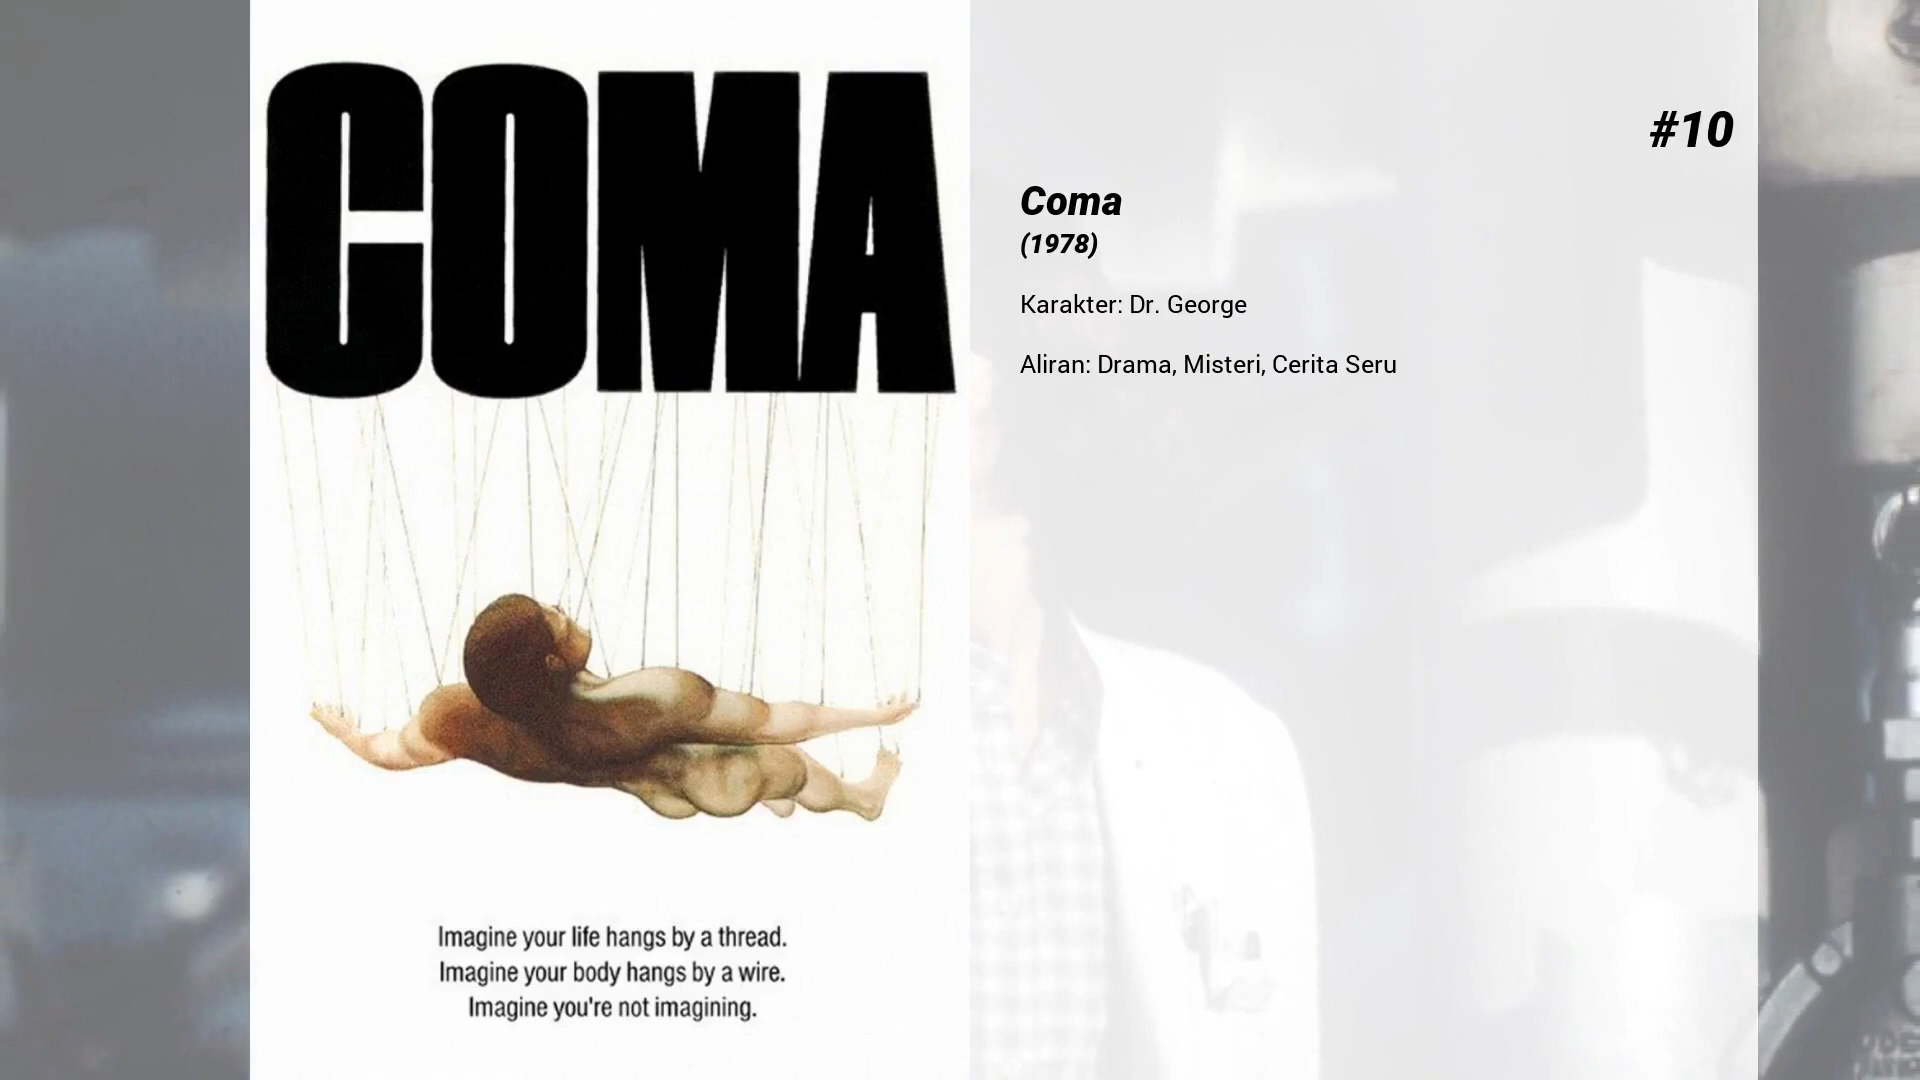 COMA
Imagine your life hangs by a thread.
Imagine your body hangs by a wire.
Imagine you're not imagining.
#10
Coma
(1978)
Karakter: Dr. George
Aliran: Drama, Misteri, Cerita Seru